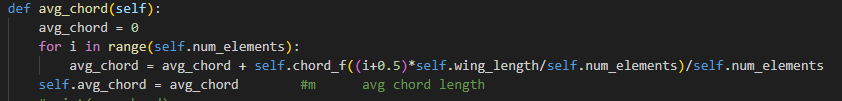 def avg_chord(self):
    avg_chord = 0
    for i in range(self.num_elements):
        avg_chord = avg_chord + self.chord_f((i+0.5)*self.wing_length/self.num_elements)/self.num_elements
    self.avg_chord = avg_chord        #m      avg chord length